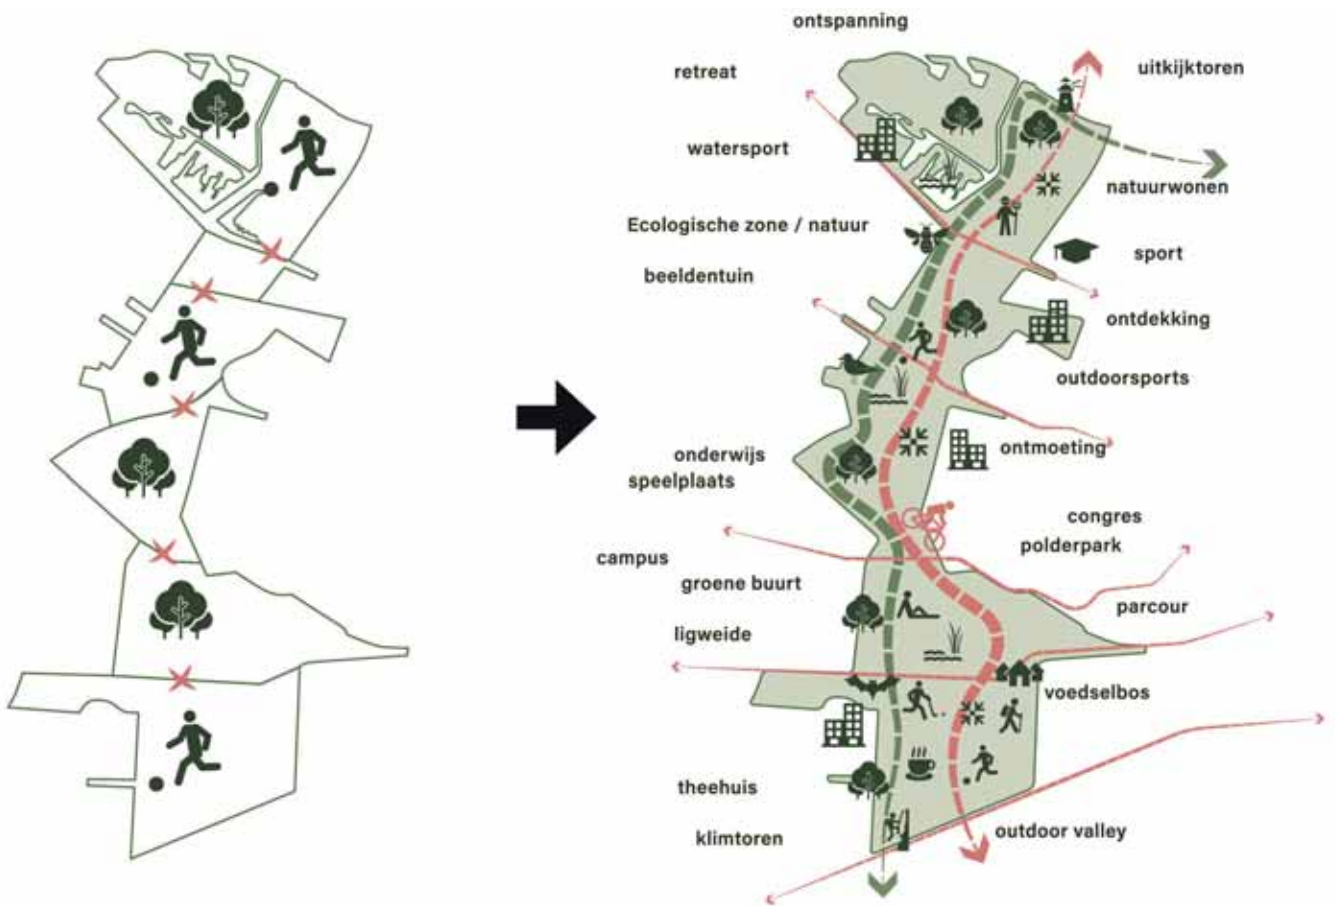 ontspanning
retreat
uitkijktoren
watersport
natuurwonen
Ecologische zone / natuur
sport
beeldentuin
ontdekking
outdoorsports
onderwijs
ontmoeting
speelplaats
congres
polderpark
campus
groene buurt
parcour
ligweide
voedselbos
theehuis
klimtoren
outdoor valley